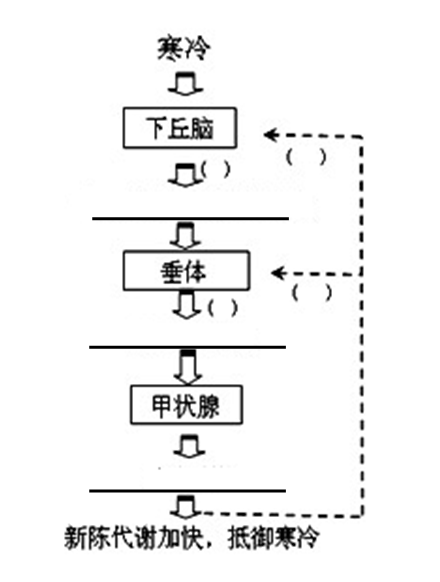 寒冷
下丘脑
( )
( )
垂体
( )
( )
甲状腺
新陈代谢加快，抵御寒冷